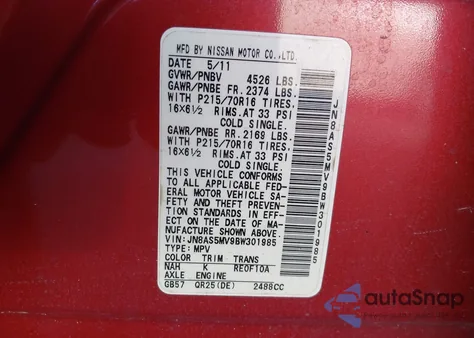 MFD BY NISSAN MOTOR CO.,LTD.
DATE 5/11
GVWR/PNBV 4526 LBS.
GAWR/PNBE FR. 2374 LBS.
WITH P215/70R16 TIRES.
16X6½ RIMS.AT 33 PSI
COLD SINGLE.
GAWR/PNBE RR. 2169 LBS.
WITH P215/70R16 TIRES.
16X6½ RIMS.AT 33 PSI
COLD SINGLE.
THIS VEHICLE CONFORMS
TO ALL APPLICABLE FED-
ERAL MOTOR VEHICLE SA-
FETY BUMPER, AND THEFT
PREVENTION
STANDARDS IN EFF-
ECT ON THE DATE OF MA-
NUFACTURE SHOWN ABOVE.
VIN:JN8AS5MV9BW301985
TYPE: MPV
COLOR TRIM TRANS
NAH K RE0F10A
AXLE ENGINE
GB57 QR25(DE) 2488CC
JN8AS5MV9BW301985
autoSnap